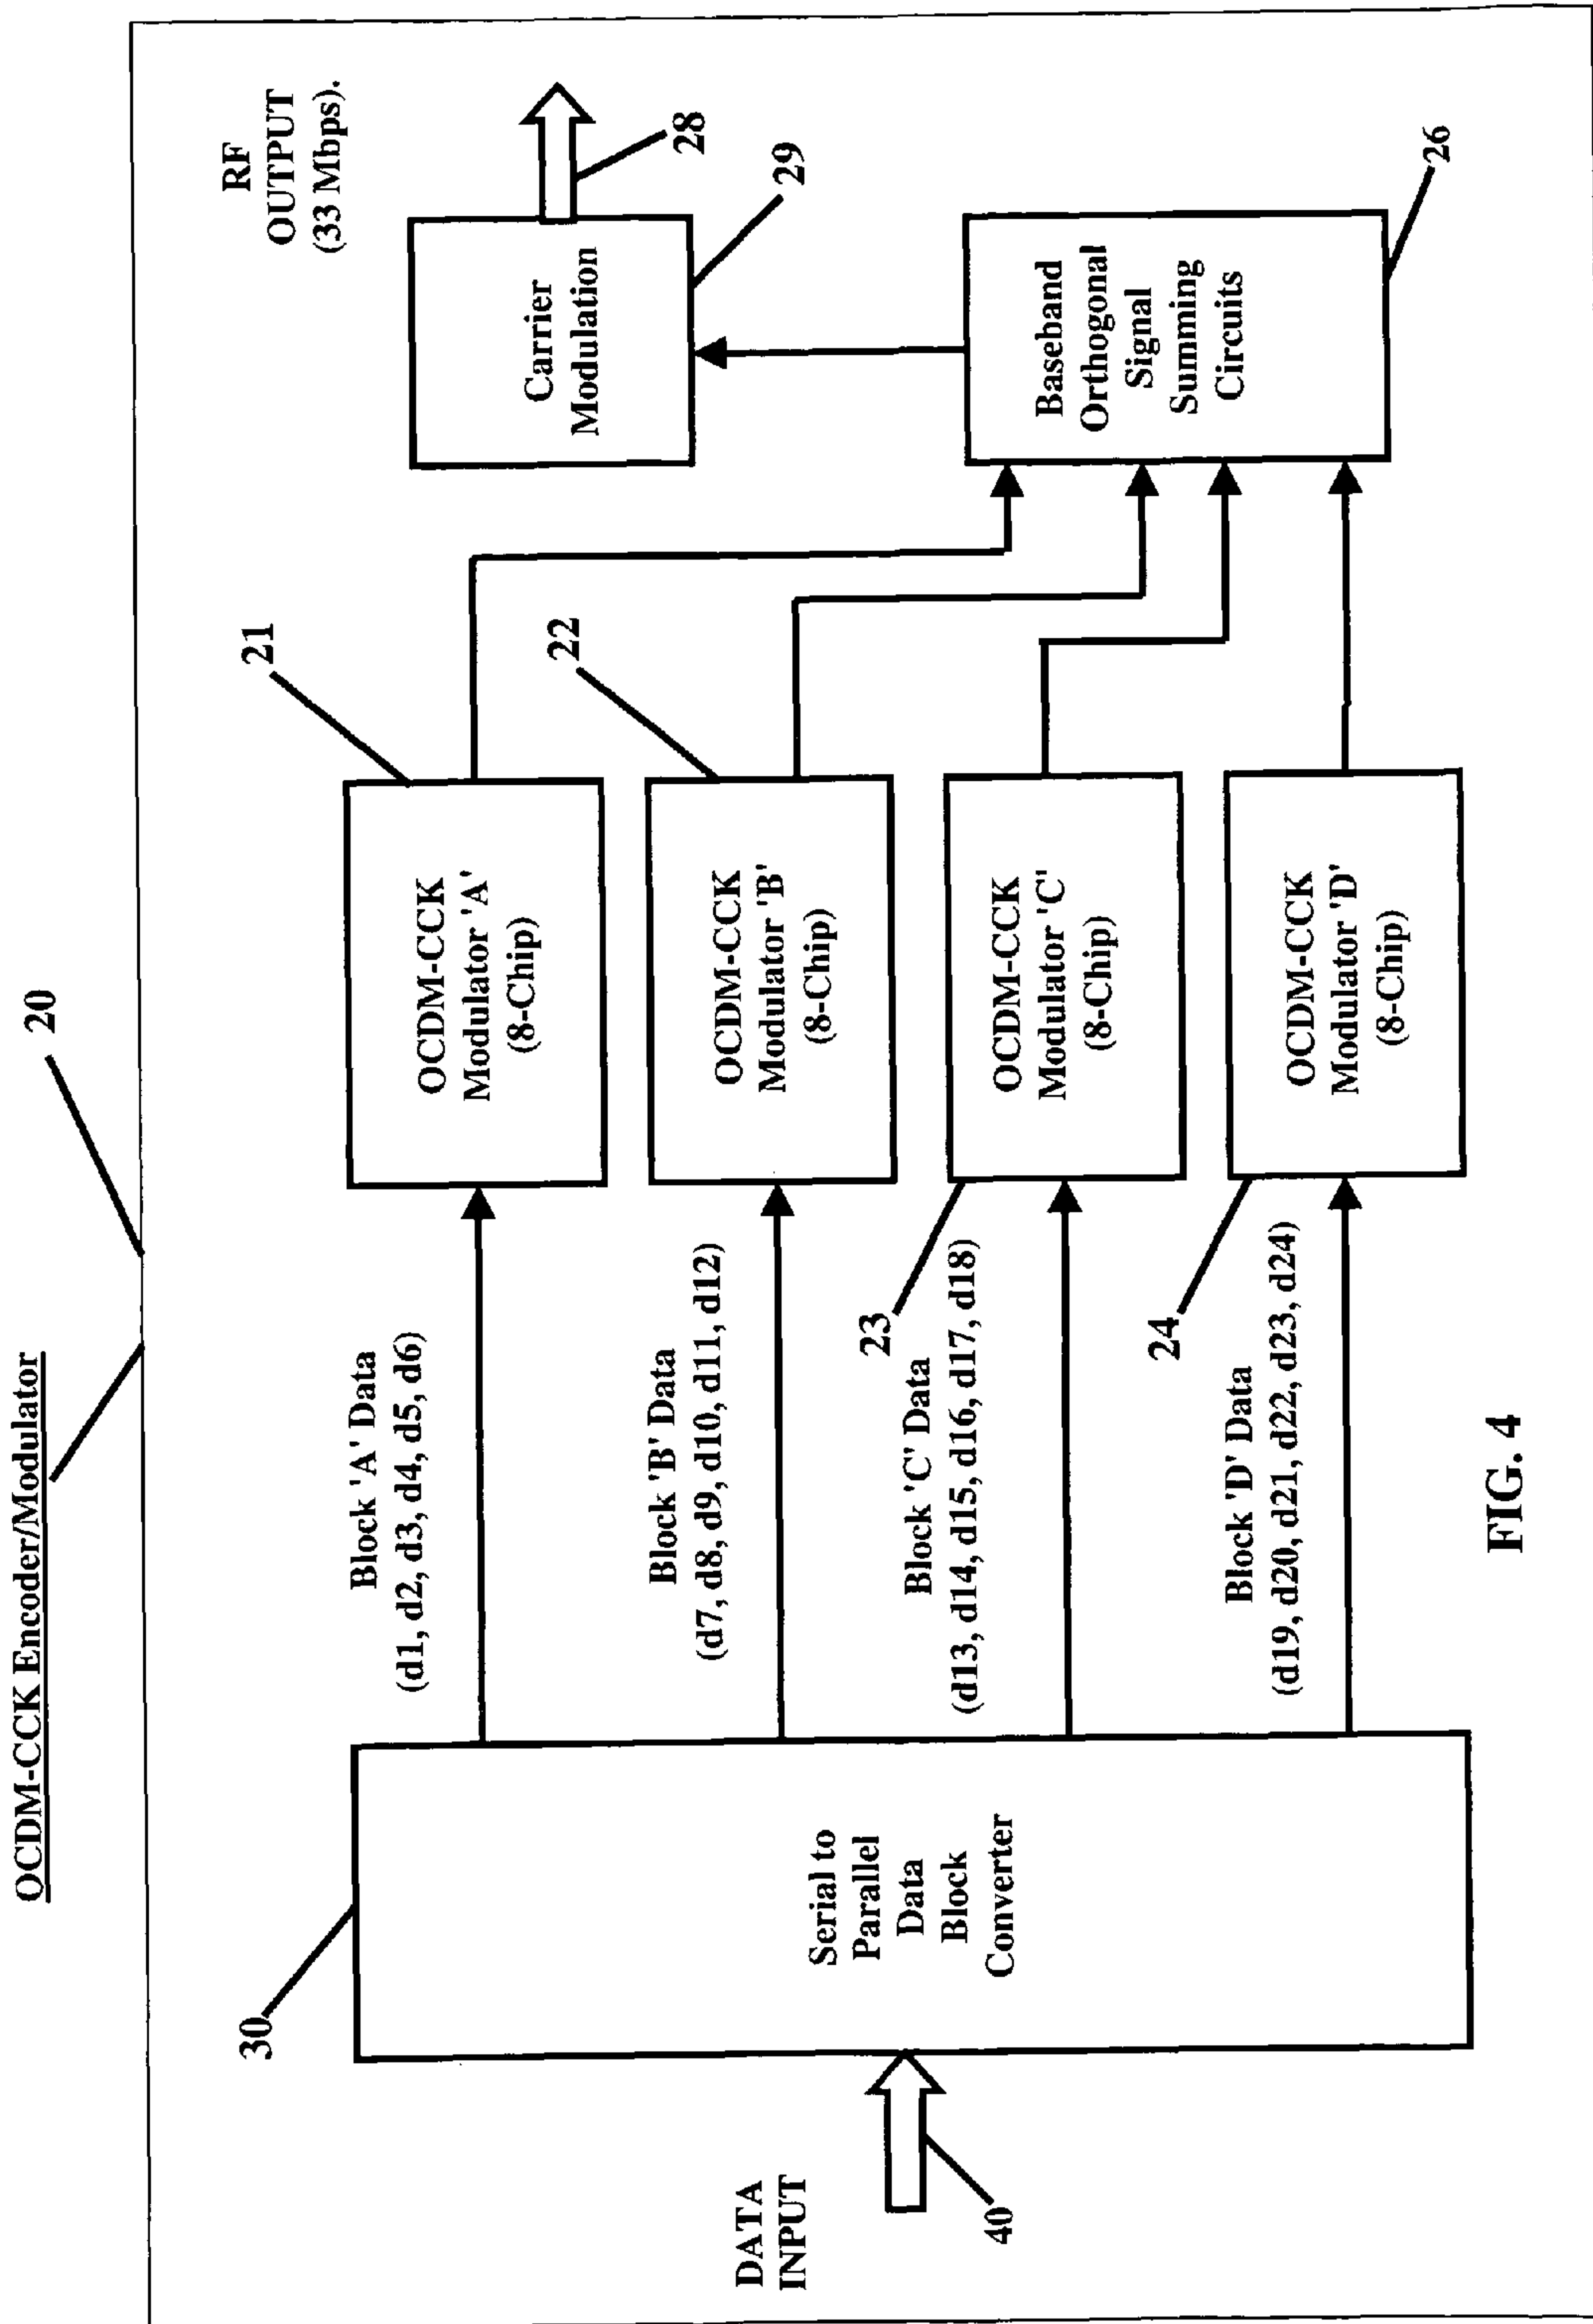 OCDM-CCK Encoder/Modulator
20
30
DATA
INPUT
40
Serial to
Parallel
Data
Block
Converter
Block 'A' Data
(d1, d2, d3, d4, d5, d6)
Block 'B' Data
(d7, d8, d9, d10, d11, d12)
Block 'C' Data
(d13, d14, d15, d16, d17, d18)
Block 'D' Data
(d19, d20, d21, d22, d23, d24)
21
OCDM-CCK
Modulator 'A'
(8-Chip)
22
OCDM-CCK
Modulator 'B'
(8-Chip)
23
OCDM-CCK
Modulator 'C'
(8-Chip)
24
OCDM-CCK
Modulator 'D'
(8-Chip)
RF
OUTPUT
(33 Mbps).
28
Carrier
Modulation
29
Baseband
Orthogonal
Signal
Summing
Circuits
26
FIG. 4